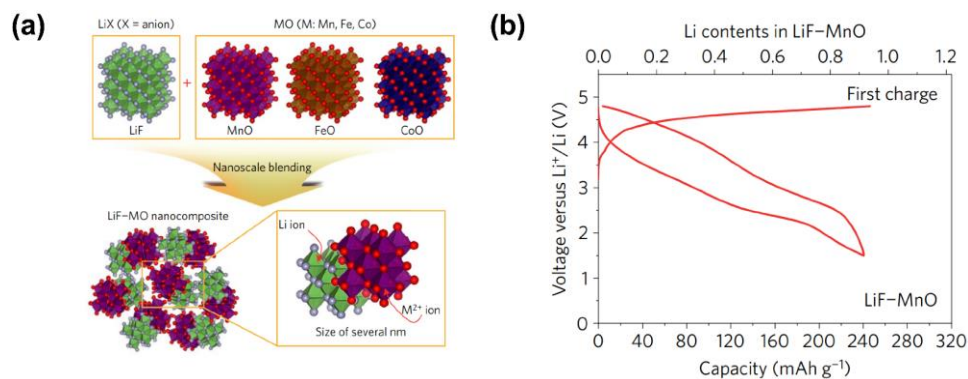 (a)
LiX (X = anion)
MO (M: Mn, Fe, Co)
+
LiF
MnO
FeO
CoO
Nanoscale blending
LiF–MO nanocomposite
Li ion
M²⁺ ion
Size of several nm
(b)
Li contents in LiF–MnO
0.0 0.2 0.4 0.6 0.8 1.0 1.2
First charge
5
4
3
2
1
0
Voltage versus Li⁺/Li (V)
LiF–MnO
0 40 80 120 160 200 240 280 320
Capacity (mAh g⁻¹)